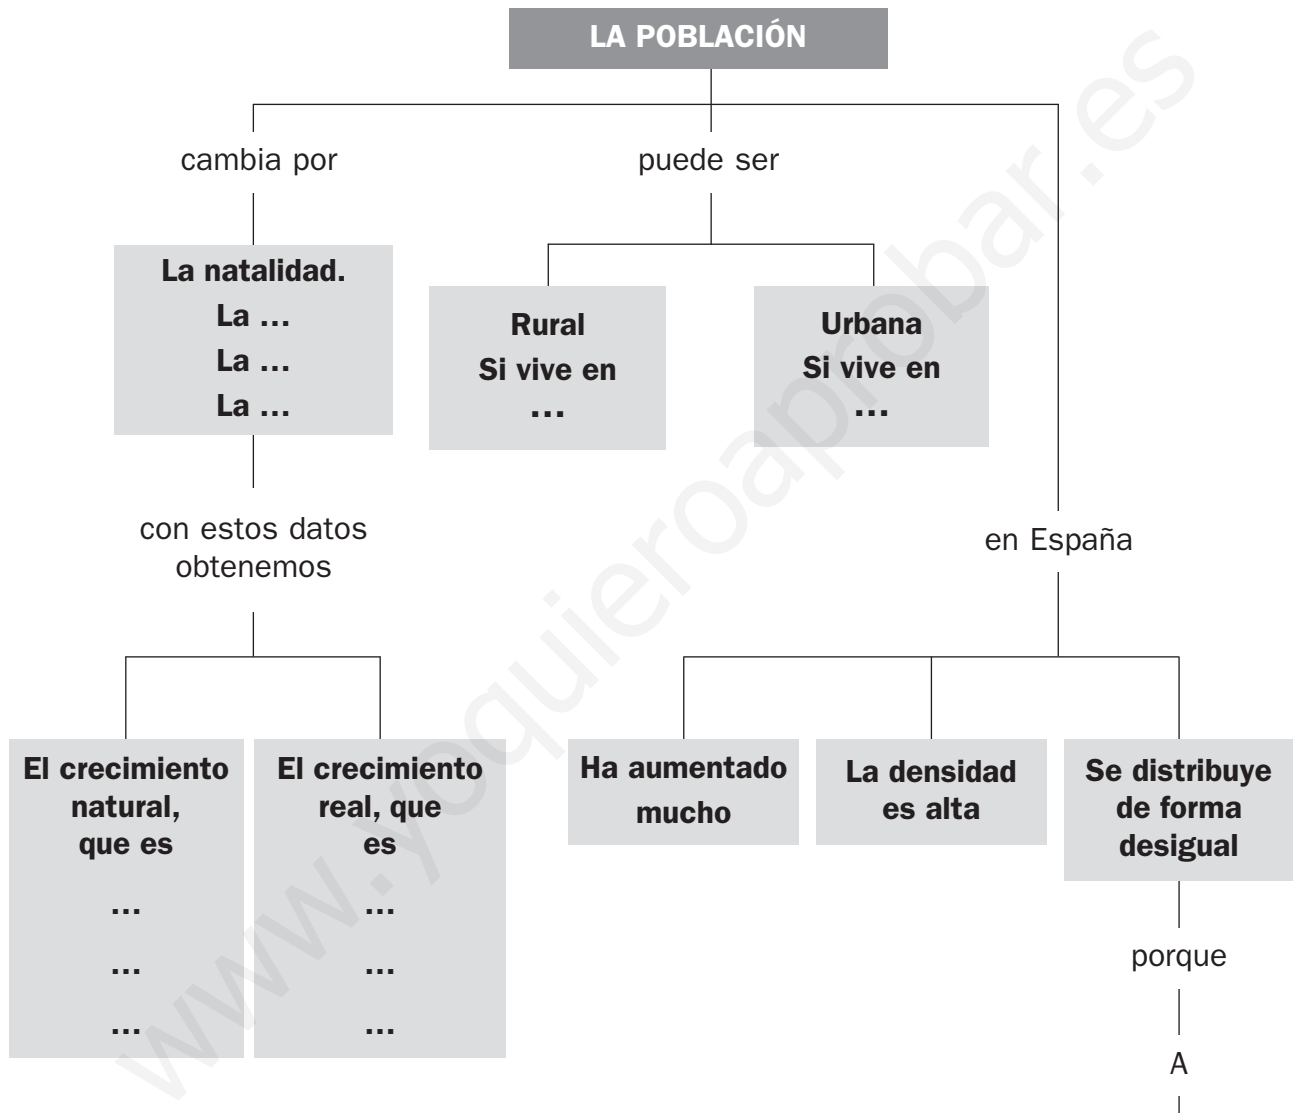 LA POBLACIÓN
cambia por
La natalidad.
La ...
La ...
La ...
con estos datos
obtenemos
El crecimiento
natural,
que es
...
...
...
El crecimiento
real, que
es
...
...
...
puede ser
Rural
Si vive en
...
Urbana
Si vive en
...
en España
Ha aumentado
mucho
La densidad
es alta
Se distribuye
de forma
desigual
porque
A
www.yoquieroaprobar.es